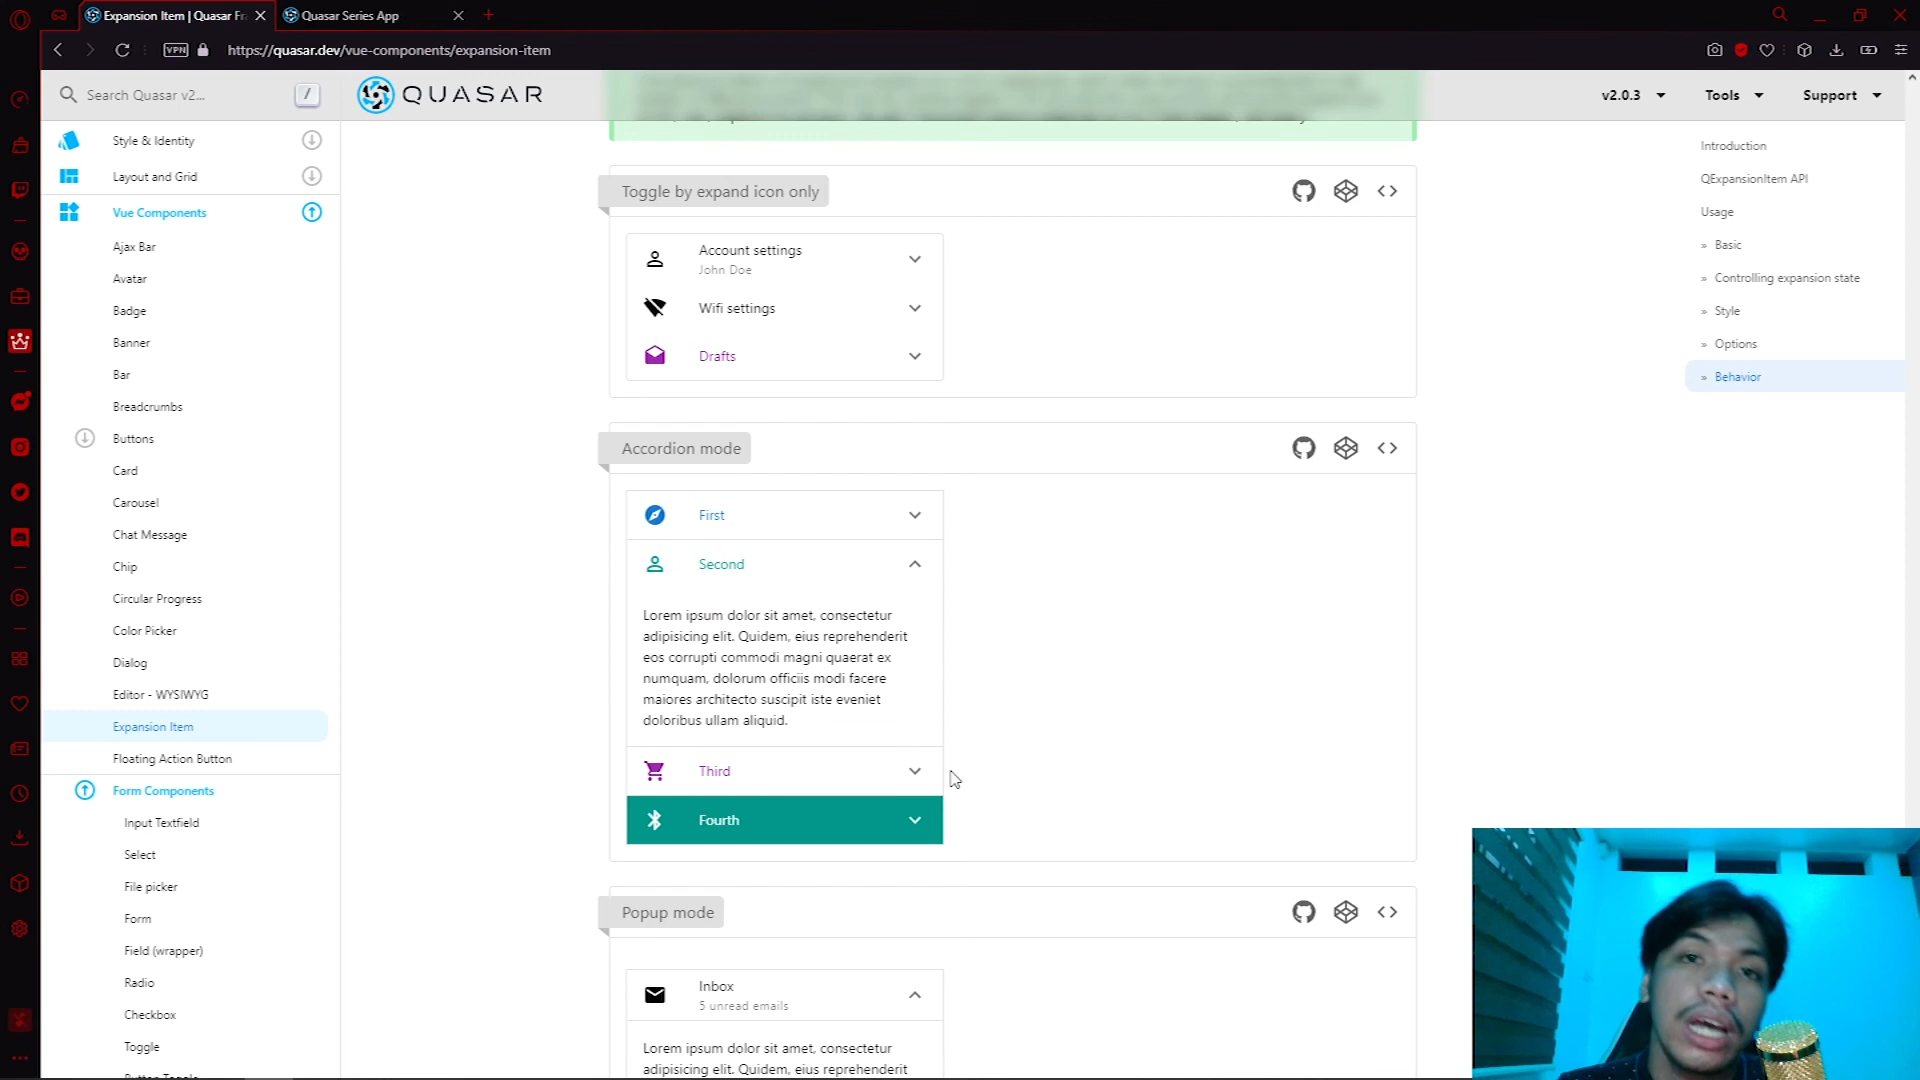 Expansion Item | Quasar Fr
Quasar Series App
VPN
https://quasar.dev/vue-components/expansion-item
Search Quasar v2...
/
QUASAR
v2.0.3
Tools
Support
Style & Identity
Layout and Grid
Vue Components
Ajax Bar
Avatar
Badge
Banner
Bar
Breadcrumbs
Buttons
Card
Carousel
Chat Message
Chip
Circular Progress
Color Picker
Dialog
Editor - WYSIWYG
Expansion Item
Floating Action Button
Form Components
Input Textfield
Select
File picker
Form
Field (wrapper)
Radio
Checkbox
Toggle
Toggle by expand icon only
Account settings
John Doe
Wifi settings
Drafts
Accordion mode
First
Second
Lorem ipsum dolor sit amet, consectetur
adipisicing elit. Quidem, eius reprehenderit
eos corrupti commodi magni quaerat ex
numquam, dolorum officiis modi facere
maiores architecto suscipit iste eveniet
doloribus ullam aliquid.
Third
Fourth
Popup mode
Inbox
5 unread emails
Lorem ipsum dolor sit amet, consectetur
adipisicing elit. Quidem, eius reprehenderit
Introduction
QExpansionItem API
Usage
» Basic
» Controlling expansion state
» Style
» Options
» Behavior